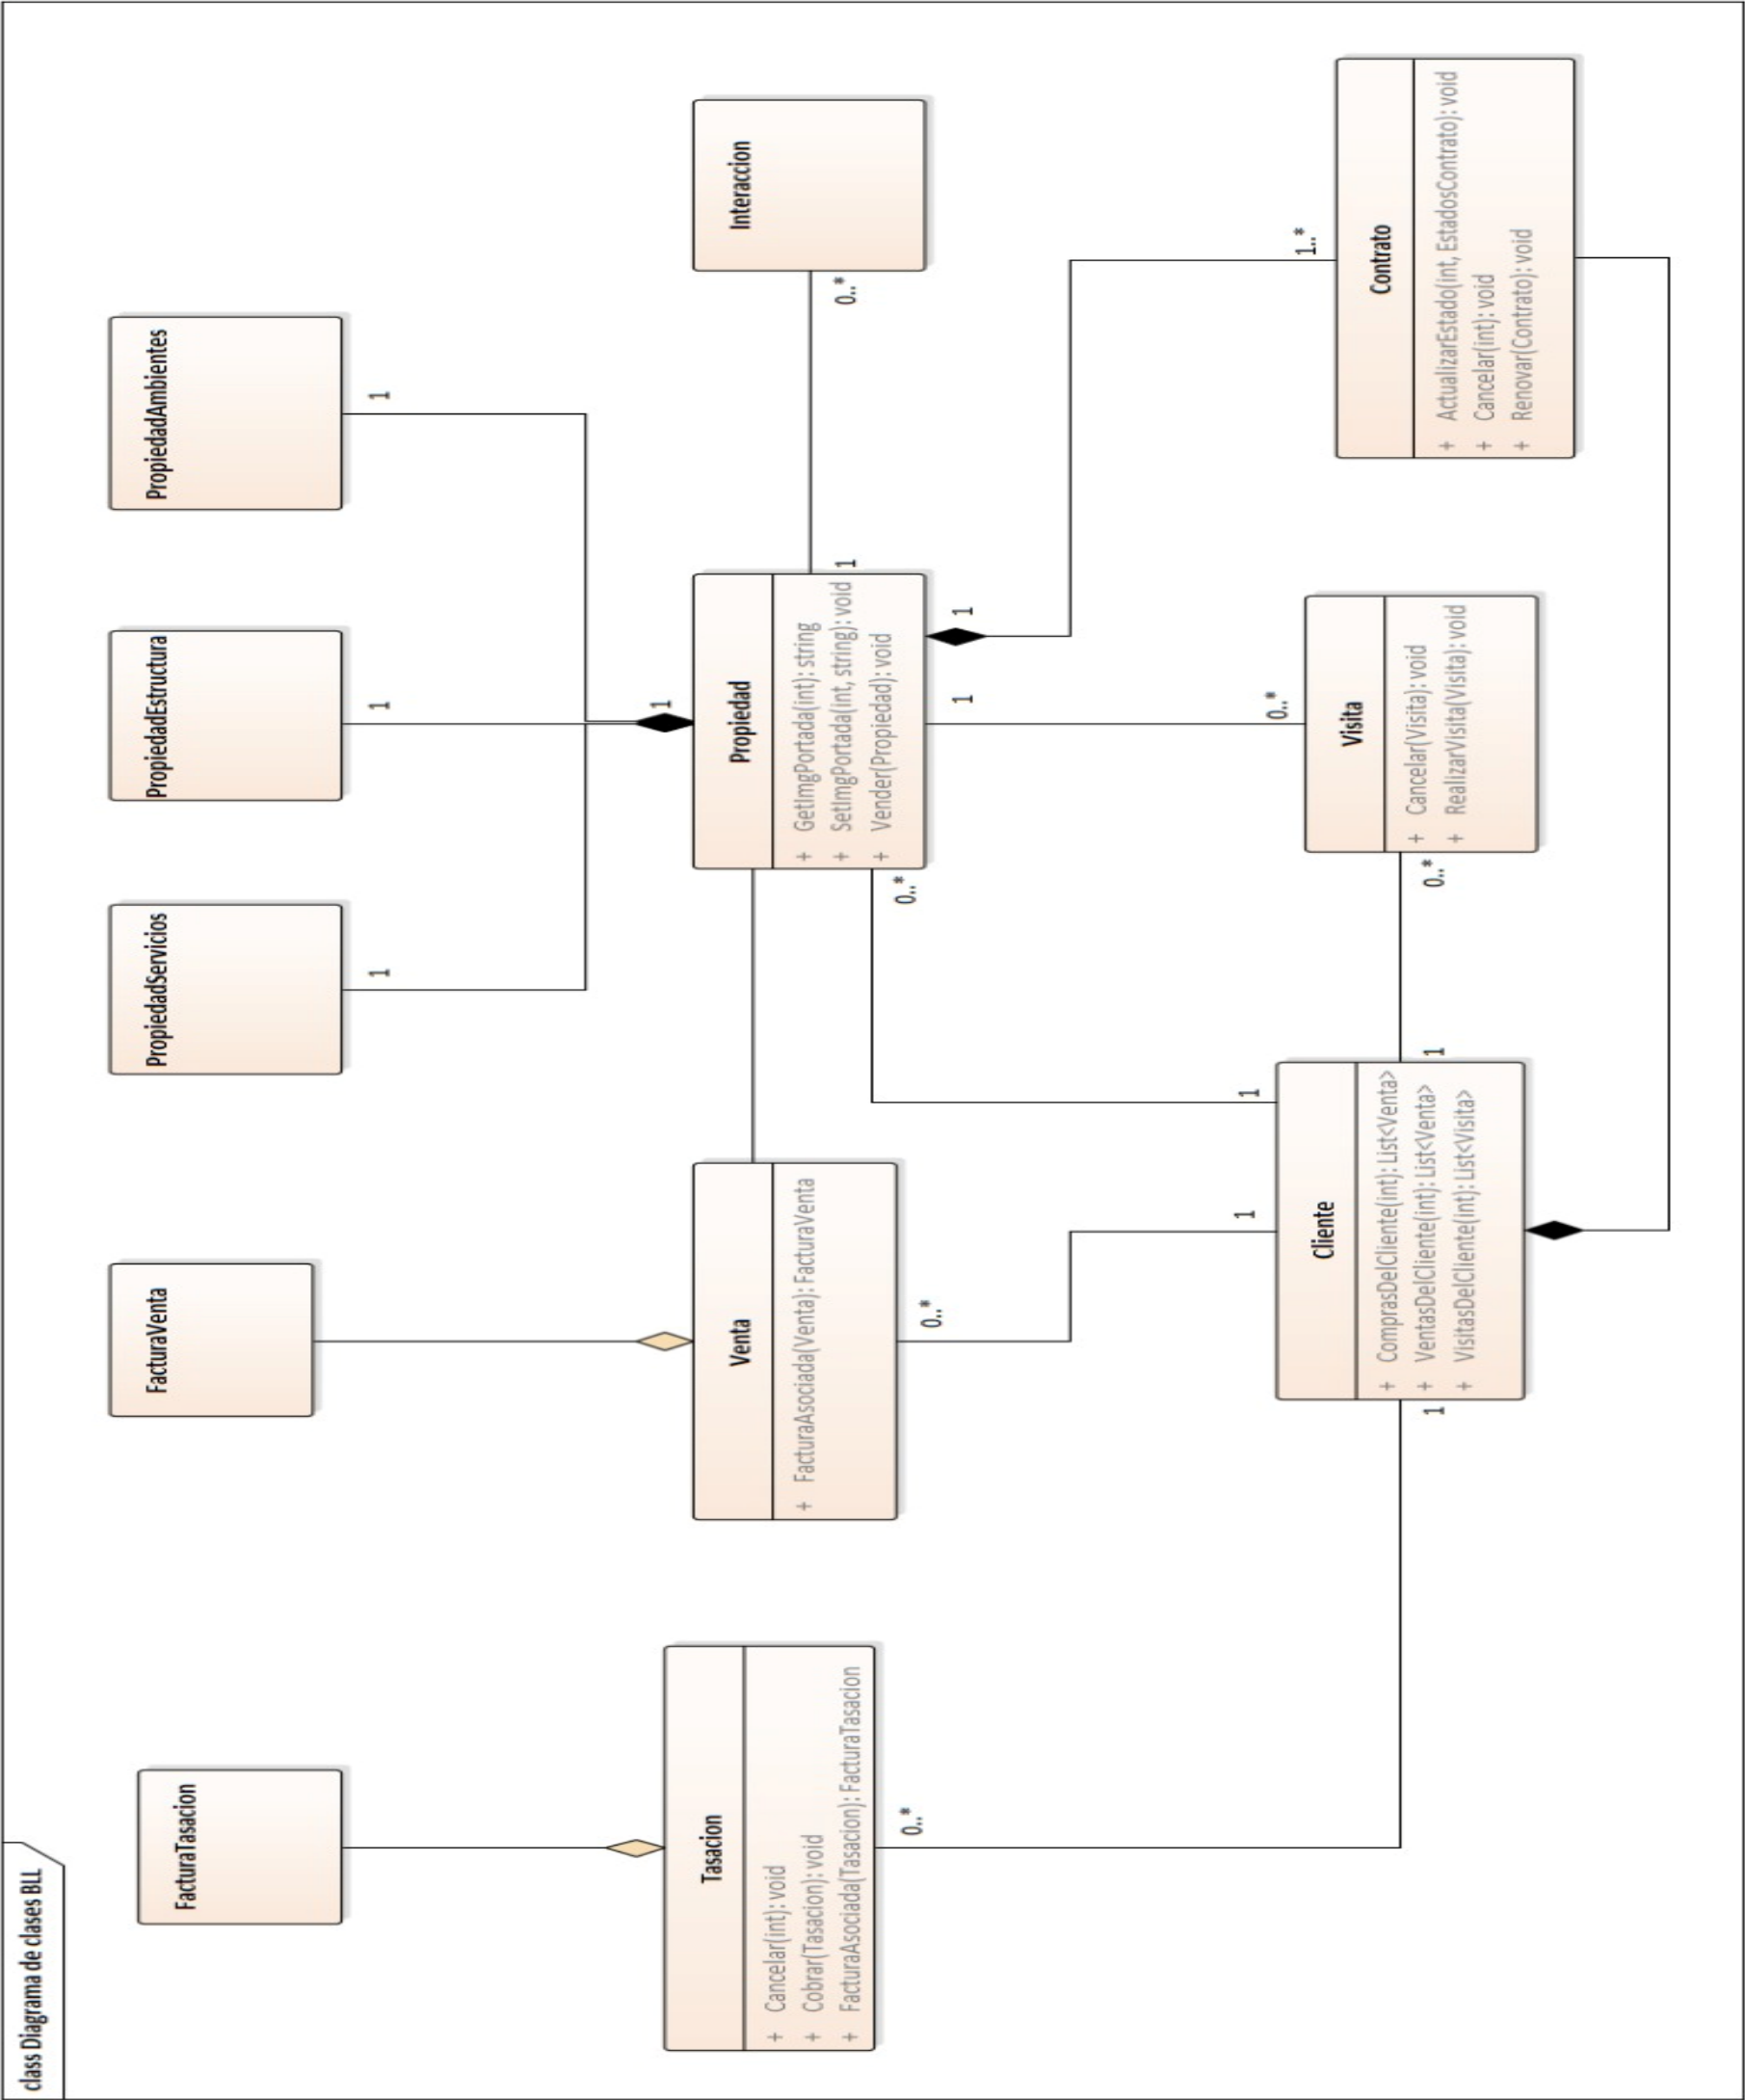 class Diagrama de clases BLL
FacturaTasacion
FacturaVenta
PropiedadServicios
PropiedadEstructura
PropiedadAmbientes
1
1
1
1
Tasacion
+ Cancelar(int): void
+ Cobrar(Tasacion): void
+ FacturaAsociada(Tasacion): FacturaTasacion
0..*
Venta
+ FacturaAsociada(Venta): FacturaVenta
0..*
Propiedad
+ GetImgPortada(int): string
+ SetImgPortada(int, string): void
+ Vender(Propiedad): void
0..*
1
1
1
Interaccion
0..*
1
1
0..*
1..*
Cliente
+ ComprasDelCliente(int): List<Venta>
+ VentasDelCliente(int): List<Venta>
+ VisitasDelCliente(int): List<Visita>
1
1
0..*
Visita
+ Cancelar(Visita): void
+ RealizarVisita(Visita): void
Contrato
+ ActualizarEstado(int, EstadosContrato): void
+ Cancelar(int): void
+ Renovar(Contrato): void